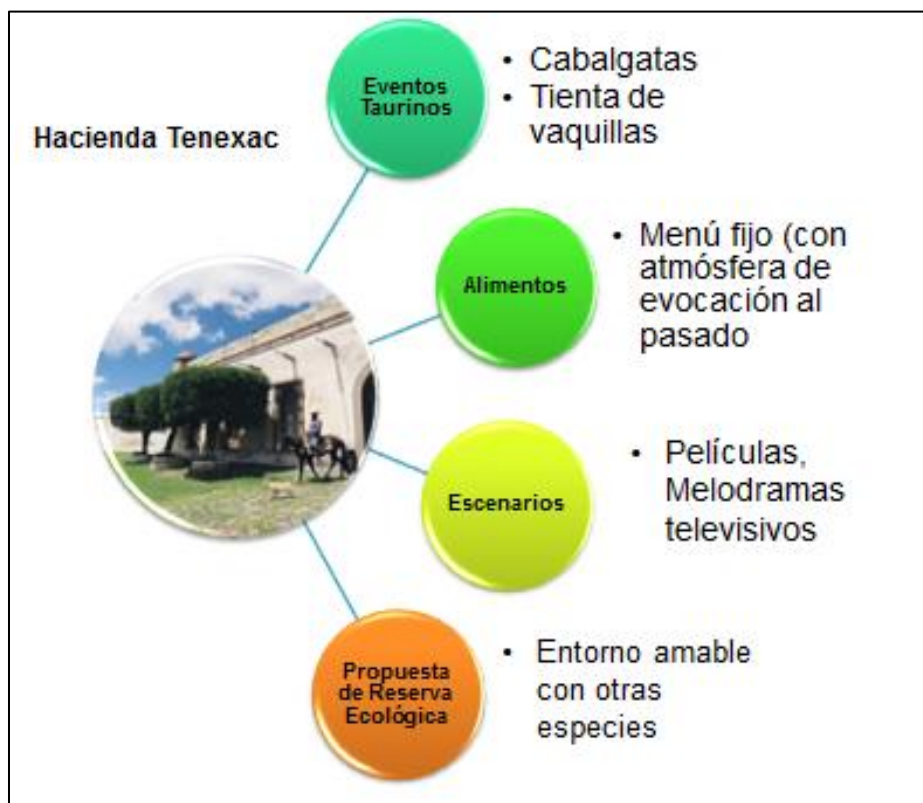 Hacienda Tenexac
Eventos
Taurinos
• Cabalgatas
• Tienta de
vaquillas
Alimentos
• Menú fijo (con
atmósfera de
evocación al
pasado
Escenarios
• Películas,
Melodramas
televisivos
Propuesta
de Reserva
Ecológica
• Entorno amable
con otras
especies